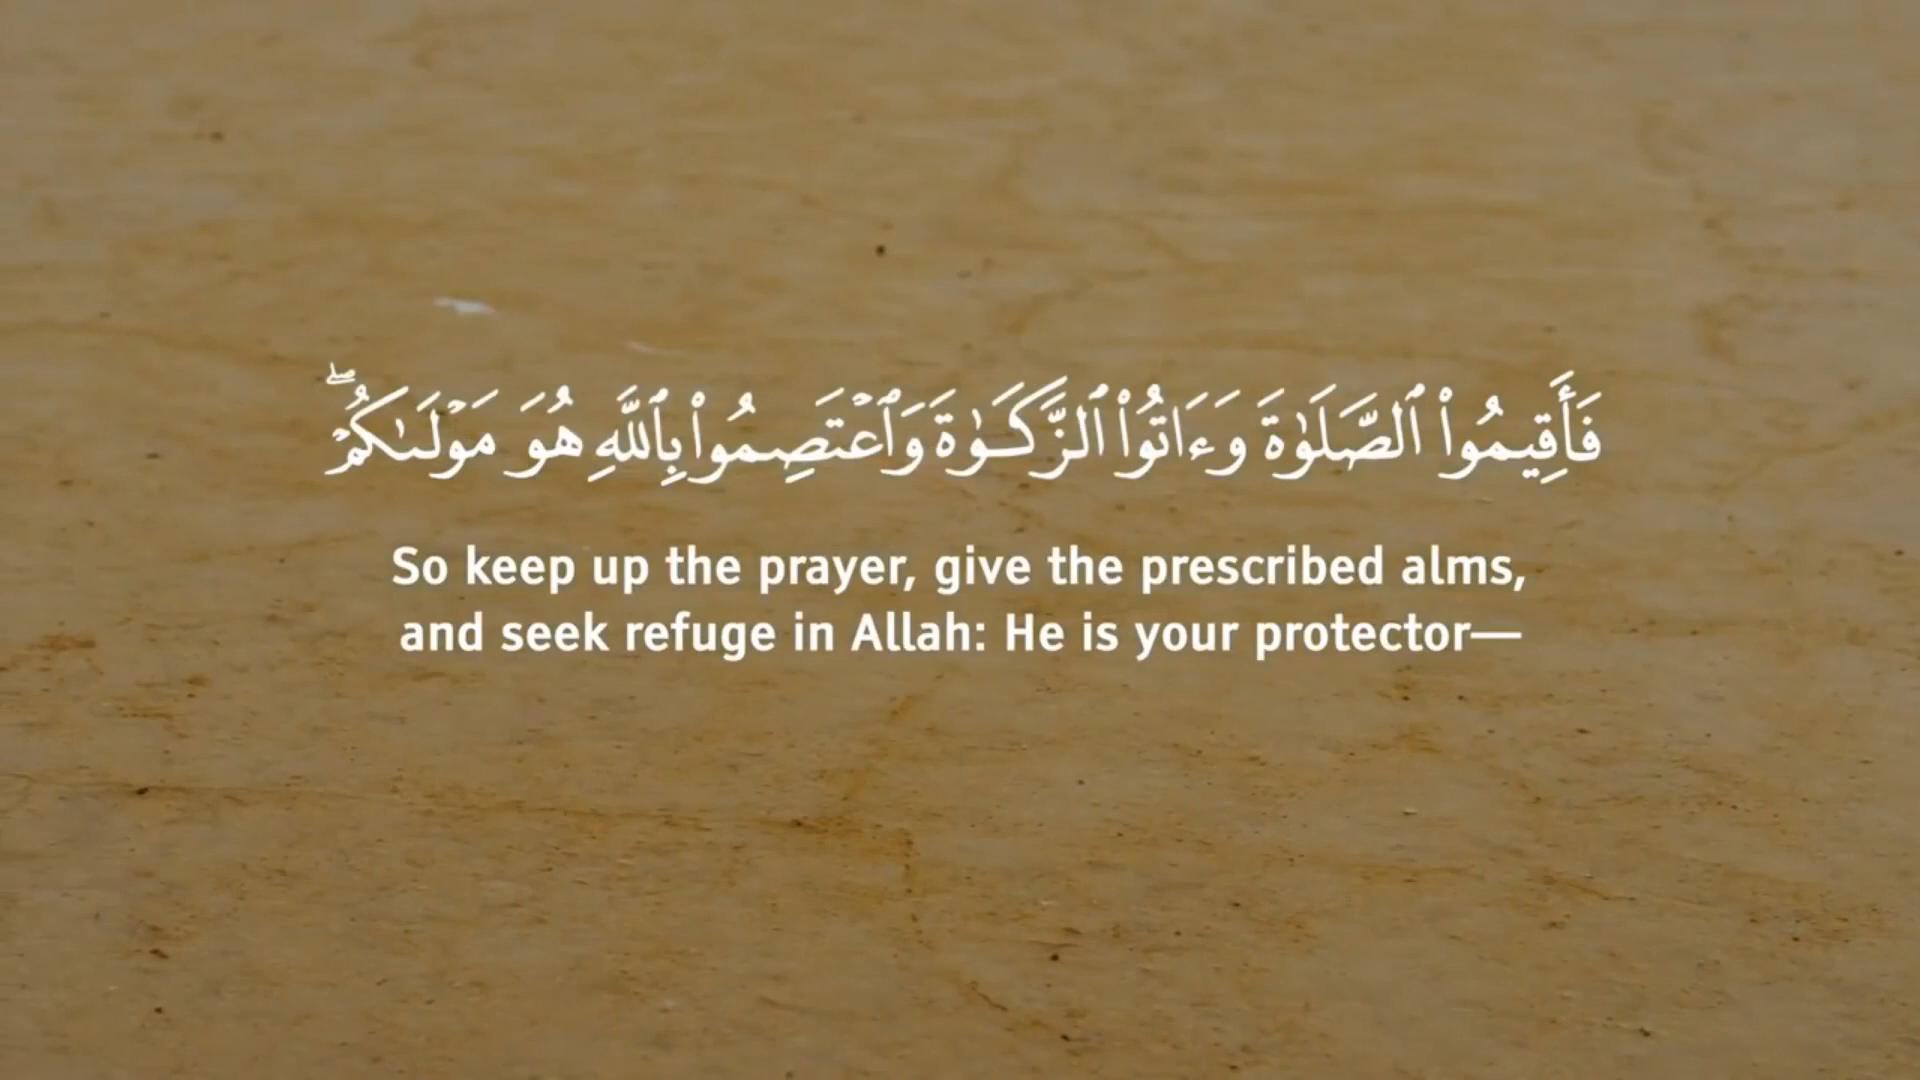 فَأَقِيمُوا۟ ٱلصَّلَوٰةَ وَءَاتُوا۟ ٱلزَّكَوٰةَ وَٱعْتَصِمُوا۟ بِٱللَّهِ هُوَ مَوْلَىٰكُمْ ۖ
So keep up the prayer, give the prescribed alms,
and seek refuge in Allah: He is your protector—